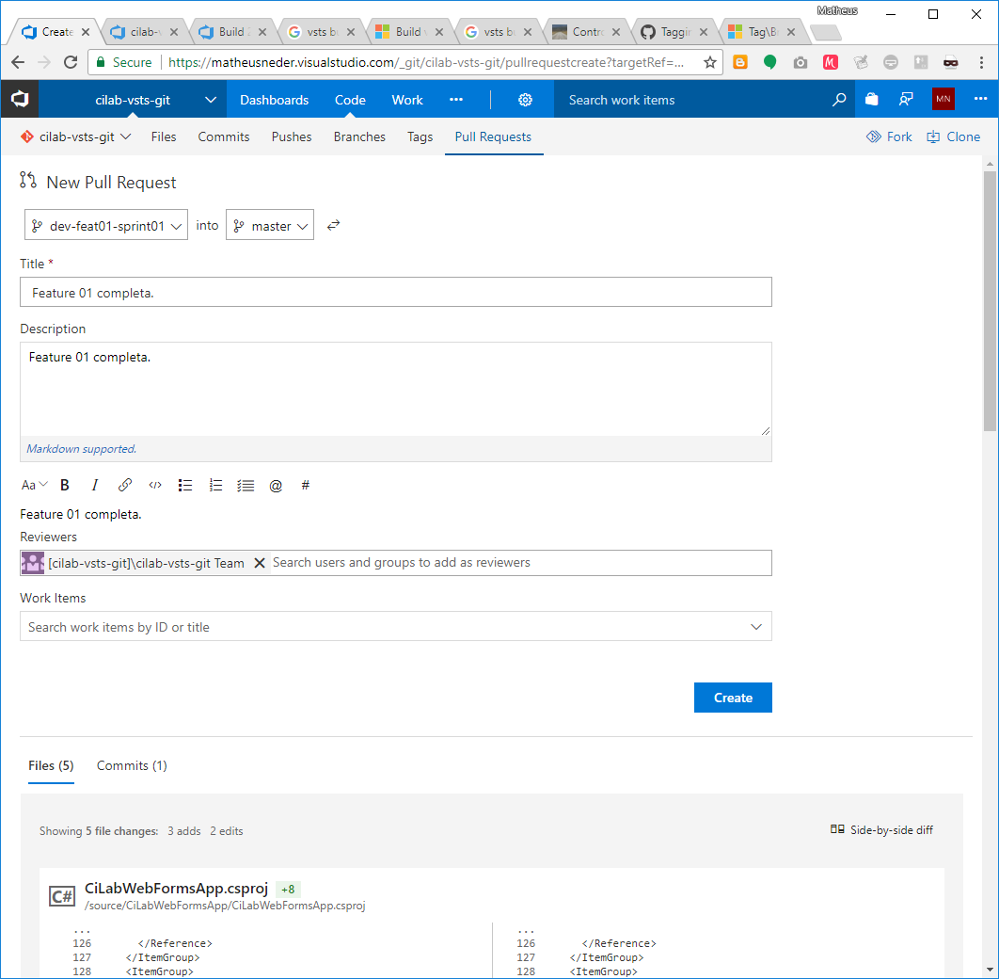 Matheus
Create
cilab-v
Build 2
vsts bu
Build v
vsts bu
Contro
Taggin
Tag\Bu
Secure
https://matheusneder.visualstudio.com/_git/cilab-vsts-git/pullrequestcreate?targetRef=...
cilab-vsts-git
Dashboards
Code
Work
Search work items
MN
cilab-vsts-git
Files
Commits
Pushes
Branches
Tags
Pull Requests
Fork
Clone
New Pull Request
dev-feat01-sprint01 into master
Title *
Feature 01 completa.
Description
Feature 01 completa.
Markdown supported.
Aa B I </> @ #
Feature 01 completa.
Reviewers
[cilab-vsts-git]\cilab-vsts-git Team Search users and groups to add as reviewers
Work Items
Search work items by ID or title
Create
Files (5) Commits (1)
Showing 5 file changes: 3 adds 2 edits
Side-by-side diff
C# CiLabWebFormsApp.csproj +8
/source/CiLabWebFormsApp/CiLabWebFormsApp.csproj
... ...
126 </Reference> 126 </Reference>
127 </ItemGroup> 127 </ItemGroup>
128 <ItemGroup> 128 <ItemGroup>